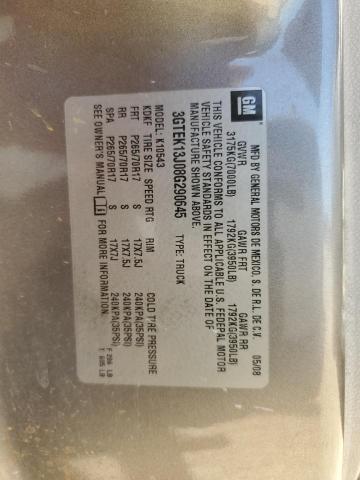 GM
MFD BY GENERAL MOTORS DE MEXICO, S. DE R.L. DE C.V. 05/08
GVWR GAWR FRT GAWR RR
3175KG(7000LB) 1792KG(3950LB) 1792KG(3950LB)
THIS VEHICLE CONFORMS TO ALL APPLICABLE U.S. FEDERAL MOTOR
VEHICLE SAFETY STANDARDS IN EFFECT ON THE DATE OF
MANUFACTURE SHOWN ABOVE.
3GTEK13J08G290645 TYPE: TRUCK
MODEL: K10543
KDKF TIRE SIZE SPEED RTG RIM COLD TIRE PRESSURE
FRT P265/70R17 S 17X7.5J 240KPA(35PSI)
RR P265/70R17 S 17X7.5J 240KPA(35PSI)
SPA P265/70R17 S 17X7J 240KPA(35PSI)
SEE OWNER'S MANUAL FOR MORE INFORMATION.